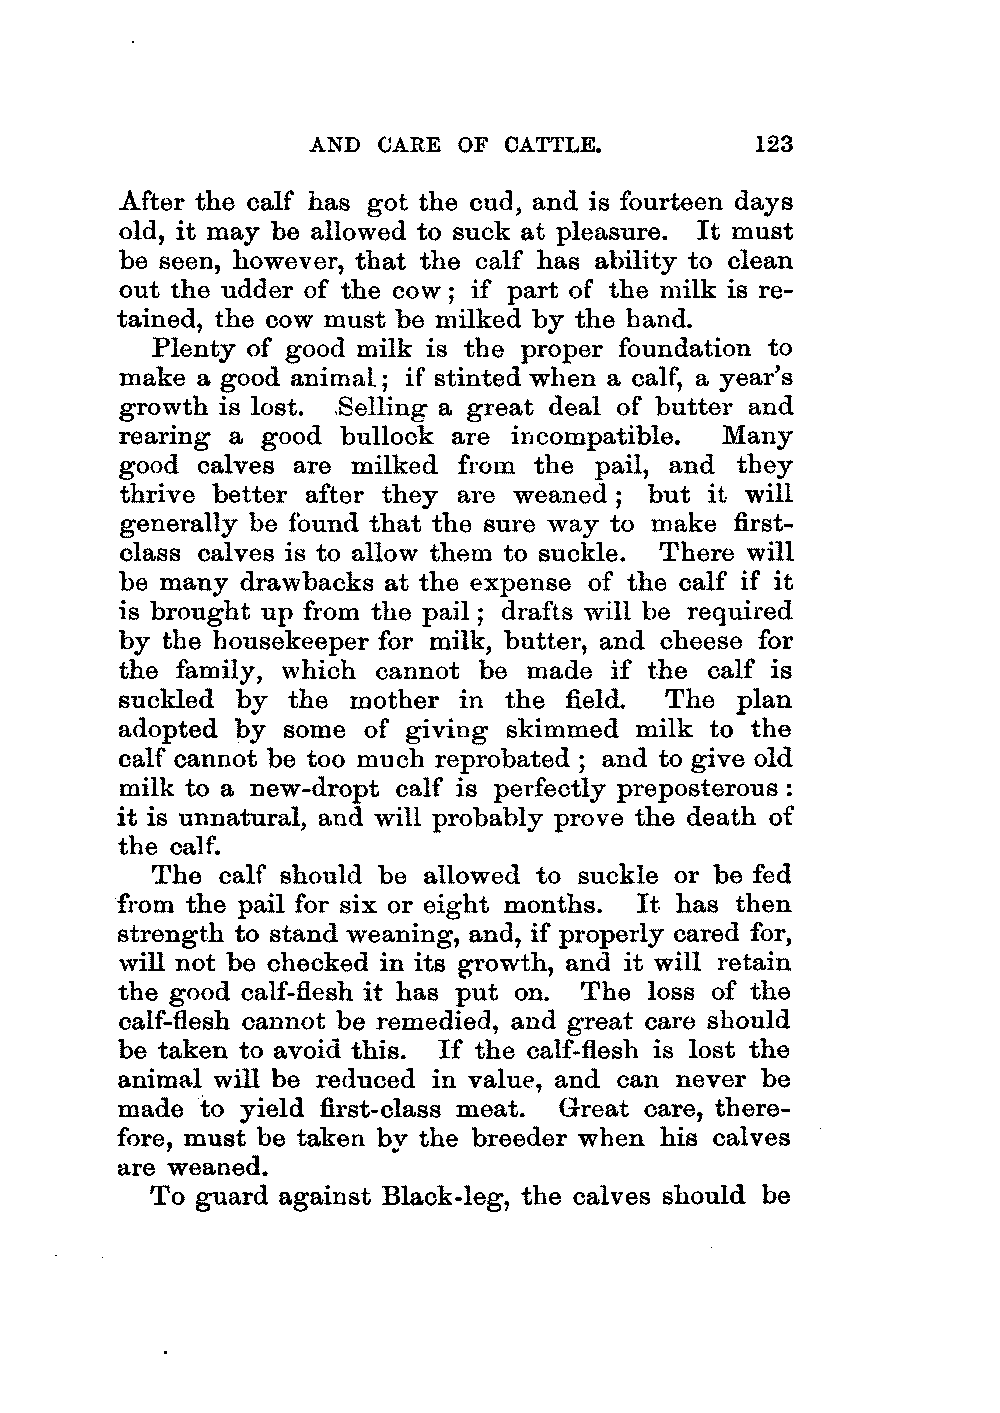 AND CARE OF CATTLE. 123
After the calf has got the cud, and is fourteen days
old, it may be allowed to suck at pleasure. It must
be seen, however, that the calf has ability to clean
out the udder of the cow; if part of the milk is re-
tained, the cow must be milked by the hand.
Plenty of good milk is the proper foundation to
make a good animal; if stinted when a calf, a year's
growth is lost. Selling a great deal of butter and
rearing a good bullock are incompatible. Many
good calves are milked from the pail, and they
thrive better after they are weaned; but it will
generally be found that the sure way to make first-
class calves is to allow them to suckle. There will
be many drawbacks at the expense of the calf if it
is brought up from the pail; drafts will be required
by the housekeeper for milk, butter, and cheese for
the family, which cannot be made if the calf is
suckled by the mother in the field. The plan
adopted by some of giving skimmed milk to the
calf cannot be too much reprobated; and to give old
milk to a new-dropt calf is perfectly preposterous:
it is unnatural, and will probably prove the death of
the calf.
The calf should be allowed to suckle or be fed
from the pail for six or eight months. It has then
strength to stand weaning, and, if properly cared for,
will not be checked in its growth, and it will retain
the good calf-flesh it has put on. The loss of the
calf-flesh cannot be remedied, and great care should
be taken to avoid this. If the calf-flesh is lost the
animal will be reduced in value, and can never be
made to yield first-class meat. Great care, there-
fore, must be taken by the breeder when his calves
are weaned.
To guard against Black-leg, the calves should be